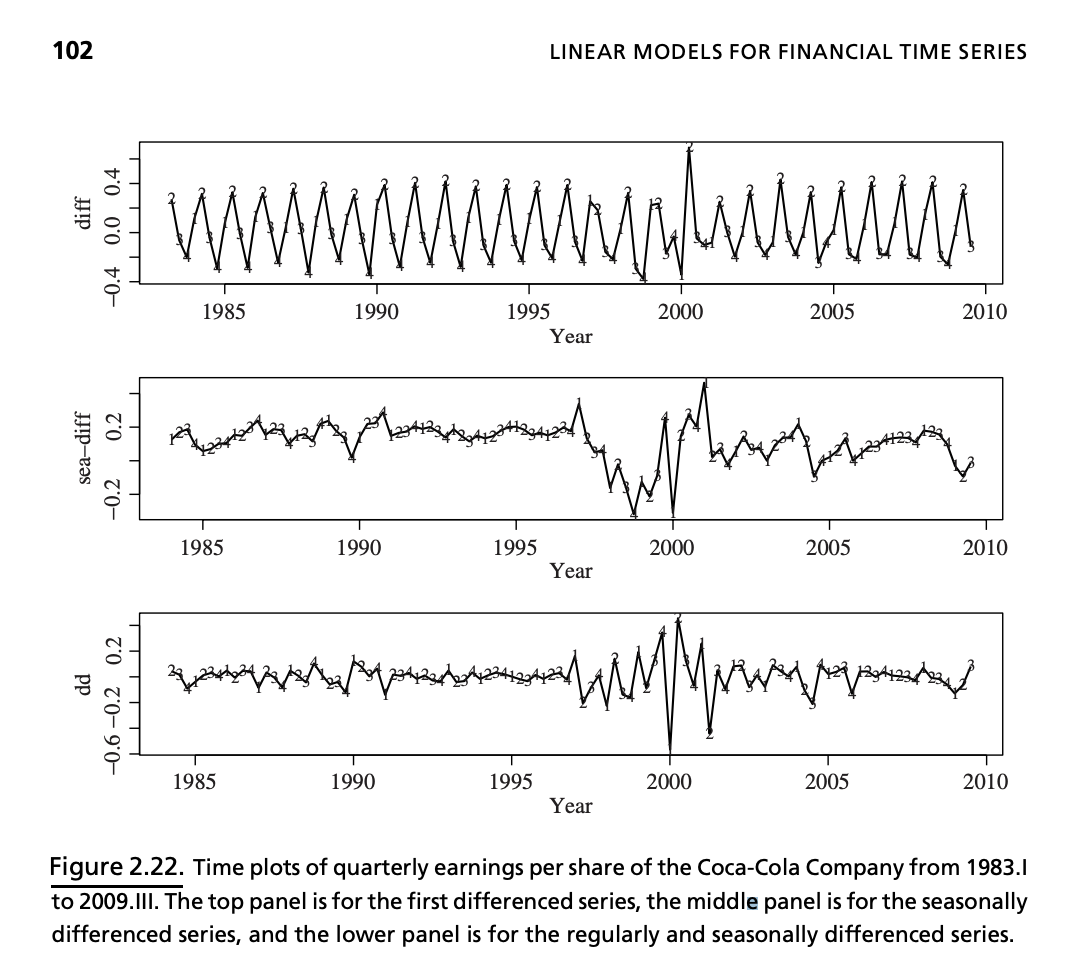 102 LINEAR MODELS FOR FINANCIAL TIME SERIES
diff
0.4
0.0
−0.4
1985 1990 1995 2000 2005 2010
Year
sea−diff
0.2
−0.2
1985 1990 1995 2000 2005 2010
Year
dd
0.2
−0.2
−0.6
1985 1990 1995 2000 2005 2010
Year
Figure 2.22. Time plots of quarterly earnings per share of the Coca-Cola Company from 1983.I
to 2009.III. The top panel is for the first differenced series, the middle panel is for the seasonally
differenced series, and the lower panel is for the regularly and seasonally differenced series.